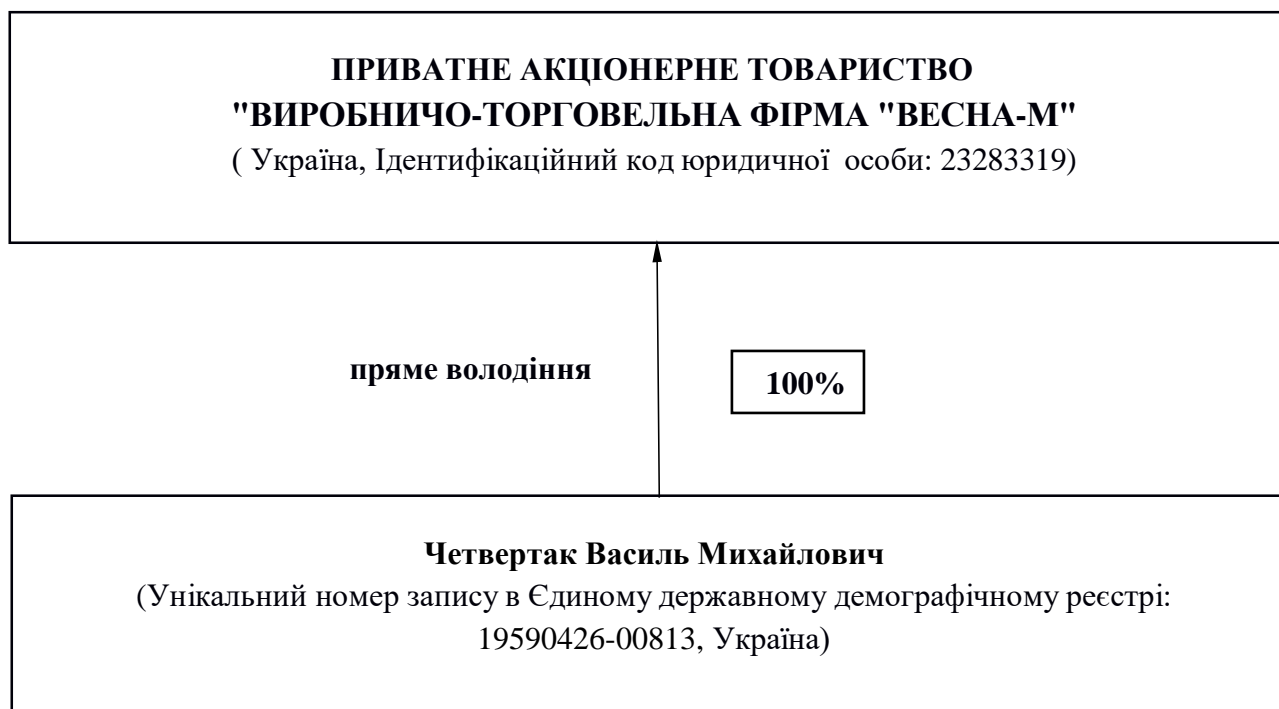 ПРИВАТНЕ АКЦІОНЕРНЕ ТОВАРИСТВО
"ВИРОБНИЧО-ТОРГОВЕЛЬНА ФІРМА "ВЕСНА-М"
( Україна, Ідентифікаційний код юридичної особи: 23283319)
пряме володіння
100%
Четвертак Василь Михайлович
(Унікальний номер запису в Єдиному державному демографічному реєстрі:
19590426-00813, Україна)